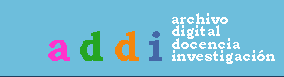 addi
archivo
digital
docencia
investigación